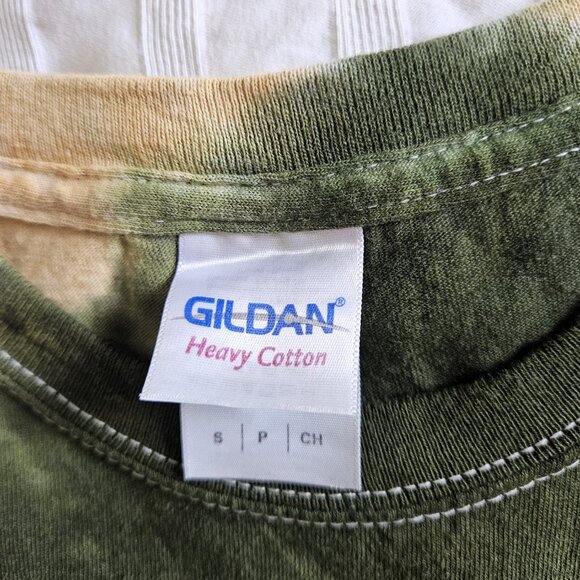 GILDAN®
Heavy Cotton
S | P | CH